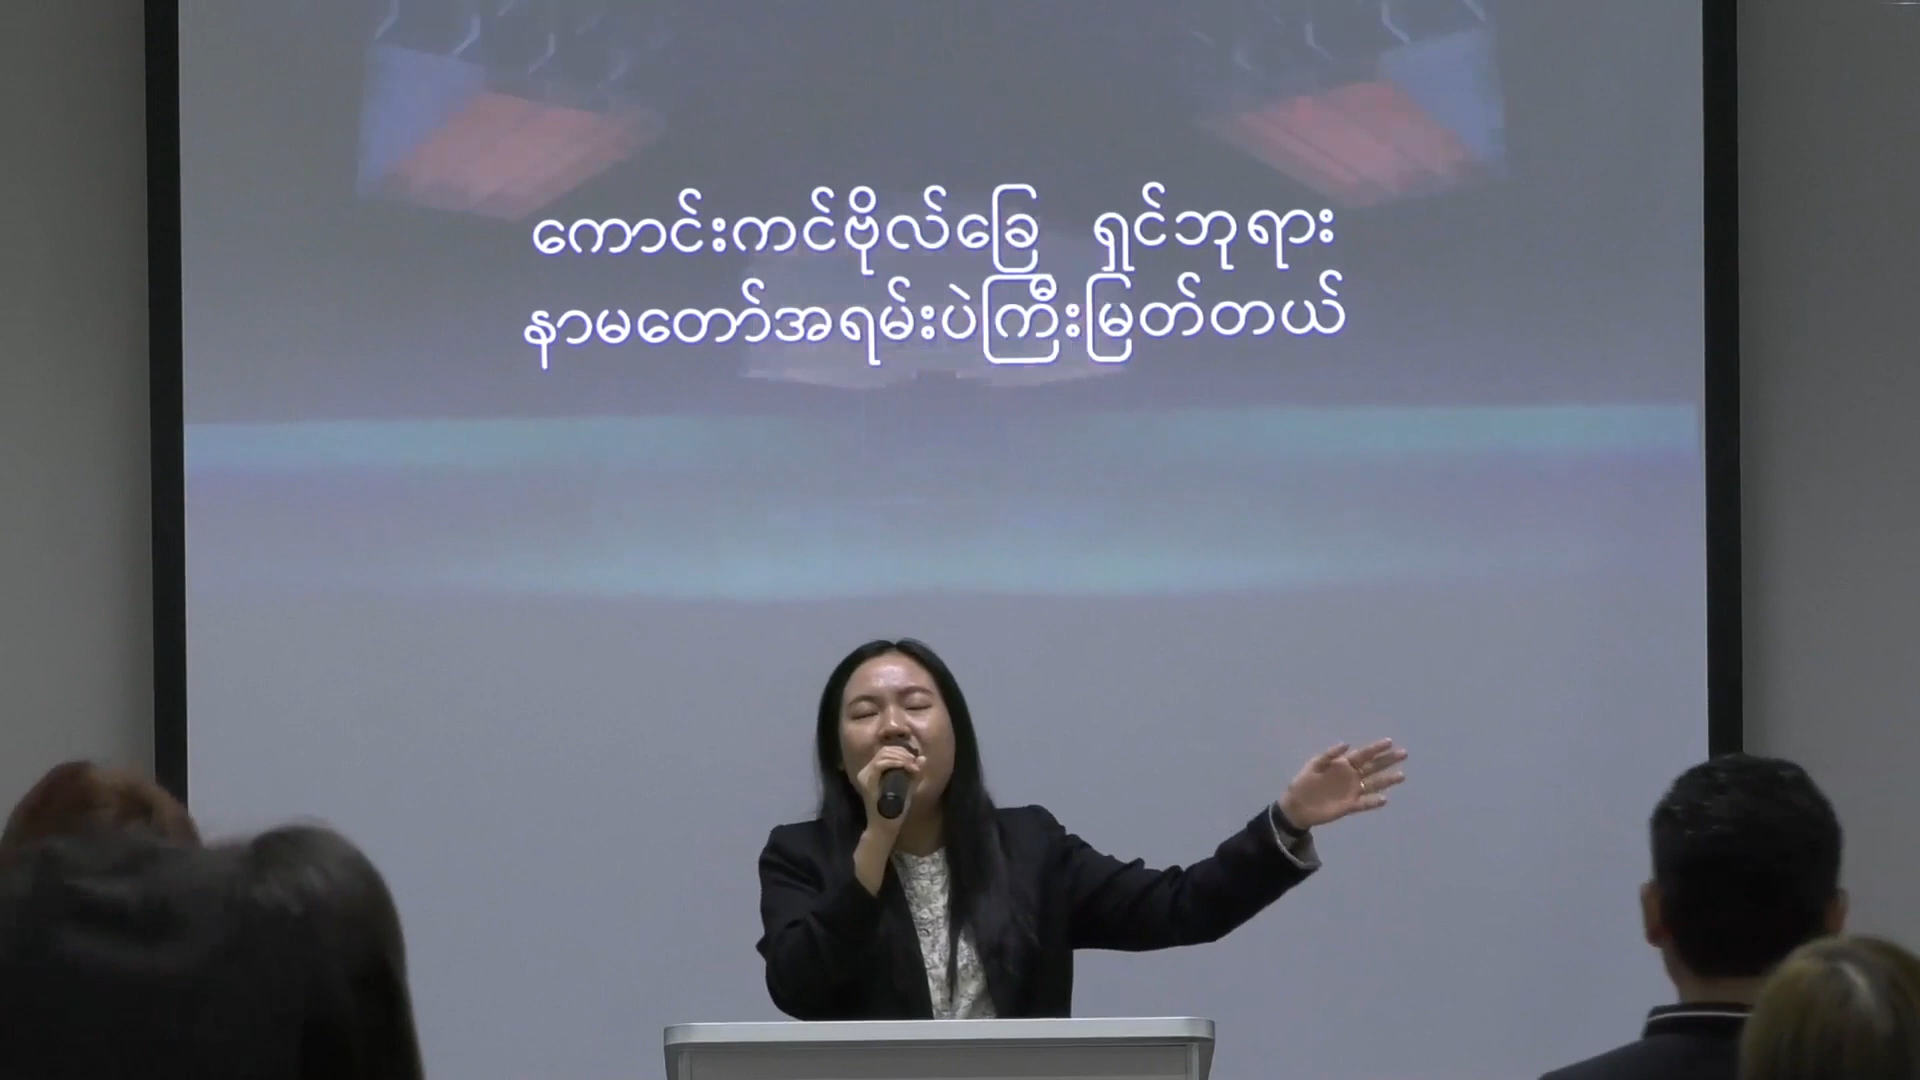 ကောင်းကင်ဗိုလ်ခြေ ရှင်ဘုရား
နာမတော်အရမ်းပဲကြီးမြတ်တယ်